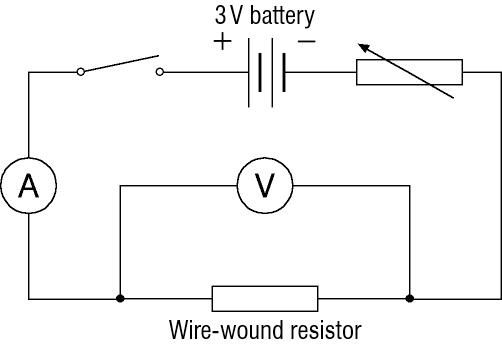 3 V battery
+ −
A
V
Wire-wound resistor